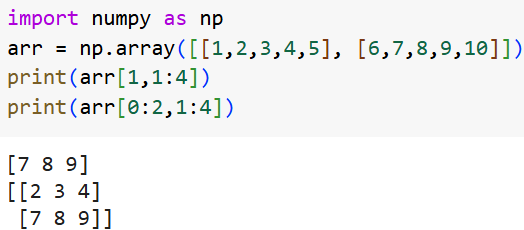 import numpy as np
arr = np.array([[1,2,3,4,5], [6,7,8,9,10]])
print(arr[1,1:4])
print(arr[0:2,1:4])
[7 8 9]
[[2 3 4]
 [7 8 9]]